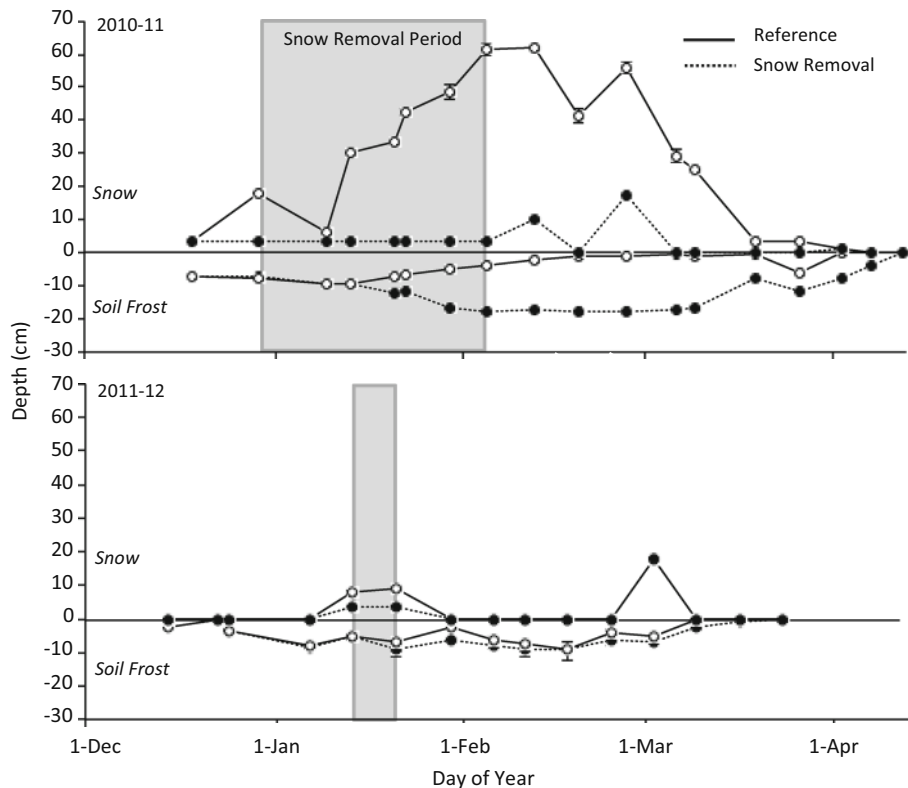 2010-11
Snow Removal Period
Reference
Snow Removal
70
60
50
40
30
20
10
0
-10
-20
-30
Snow
Soil Frost
Depth (cm)
2011-12
70
60
50
40
30
20
10
0
-10
-20
-30
Snow
Soil Frost
1-Dec
1-Jan
1-Feb
1-Mar
1-Apr
Day of Year